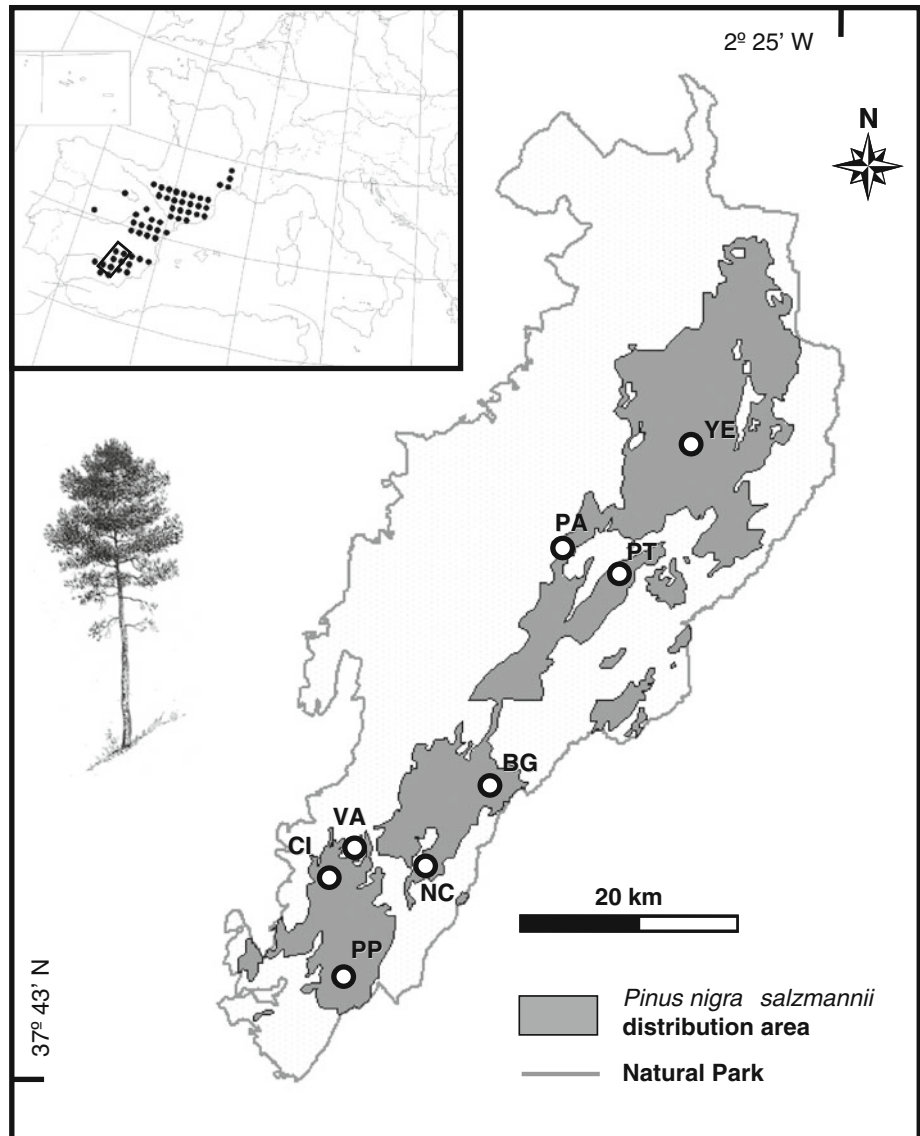 2º 25' W
N
YE
PA
PT
BG
VA
CI
NC
PP
20 km
37º 43' N
Pinus nigra salzmannii
distribution area
Natural Park